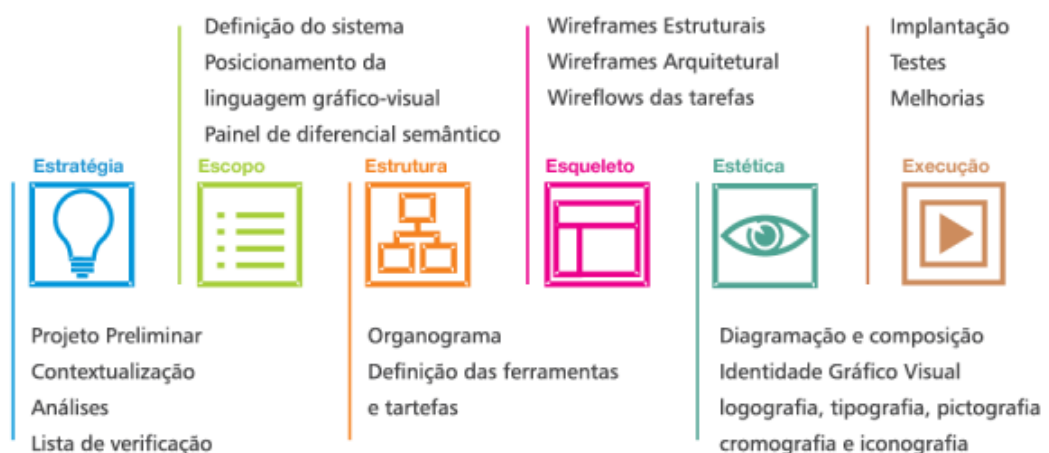 Definição do sistema
Posicionamento da
linguagem gráfico-visual
Painel de diferencial semântico
Wireframes Estruturais
Wireframes Arquitetural
Wireflows das tarefas
Implantação
Testes
Melhorias
Estratégia
Escopo
Estrutura
Esqueleto
Estética
Execução
Projeto Preliminar
Contextualização
Análises
Lista de verificação
Organograma
Definição das ferramentas
e tartefas
Diagramação e composição
Identidade Gráfico Visual
logografia, tipografia, pictografia
cromografia e iconografia